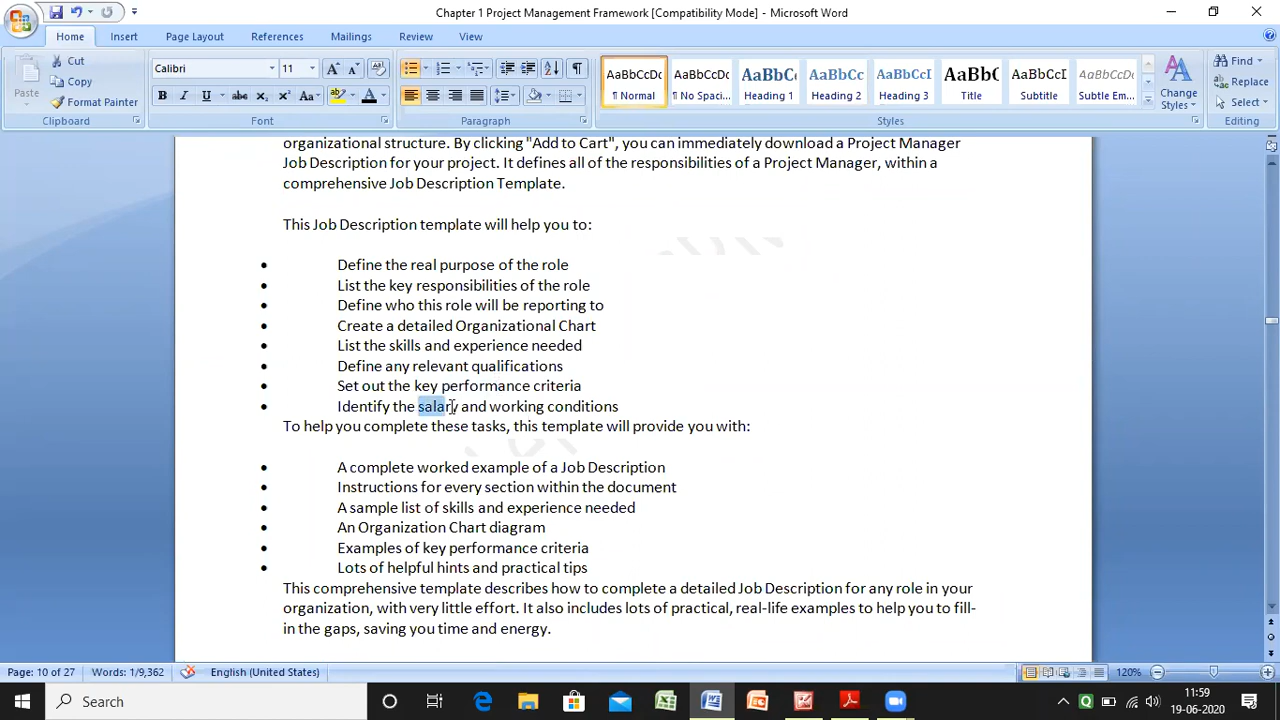 Chapter 1 Project Management Framework [Compatibility Mode] - Microsoft Word
Home Insert Page Layout References Mailings Review View
Paste
Cut
Copy
Format Painter
Clipboard
Calibri 11
B I U abc x₂ x² Aa
ab A
Font
Paragraph
AaBbCcDc AaBbCcDc AaBbC AaBbCc AaBbCcI AaBbC AaBbCcI AaBbCcDc
¶ Normal ¶ No Spaci... Heading 1 Heading 2 Heading 3 Title Subtitle Subtle Em...
Change Styles
Styles
Find
Replace
Select
Editing
organizational structure. By clicking "Add to Cart", you can immediately download a Project Manager
Job Description for your project. It defines all of the responsibilities of a Project Manager, within a
comprehensive Job Description Template.
This Job Description template will help you to:
• Define the real purpose of the role
• List the key responsibilities of the role
• Define who this role will be reporting to
• Create a detailed Organizational Chart
• List the skills and experience needed
• Define any relevant qualifications
• Set out the key performance criteria
• Identify the salary and working conditions
To help you complete these tasks, this template will provide you with:
• A complete worked example of a Job Description
• Instructions for every section within the document
• A sample list of skills and experience needed
• An Organization Chart diagram
• Examples of key performance criteria
• Lots of helpful hints and practical tips
This comprehensive template describes how to complete a detailed Job Description for any role in your
organization, with very little effort. It also includes lots of practical, real-life examples to help you to fill-
in the gaps, saving you time and energy.
Page: 10 of 27 Words: 1/9,362 English (United States) 120%
Search
11:59
19-06-2020